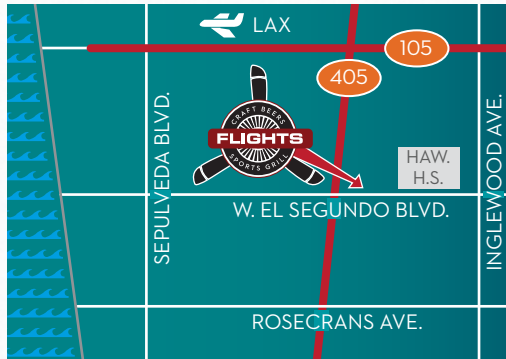 LAX
105
405
SEPULVEDA BLVD.
CRAFT BEERS
FLIGHTS
SPORTS GRILL
HAW.
H.S.
INGLEWOOD AVE.
W. EL SEGUNDO BLVD.
ROSECRANS AVE.